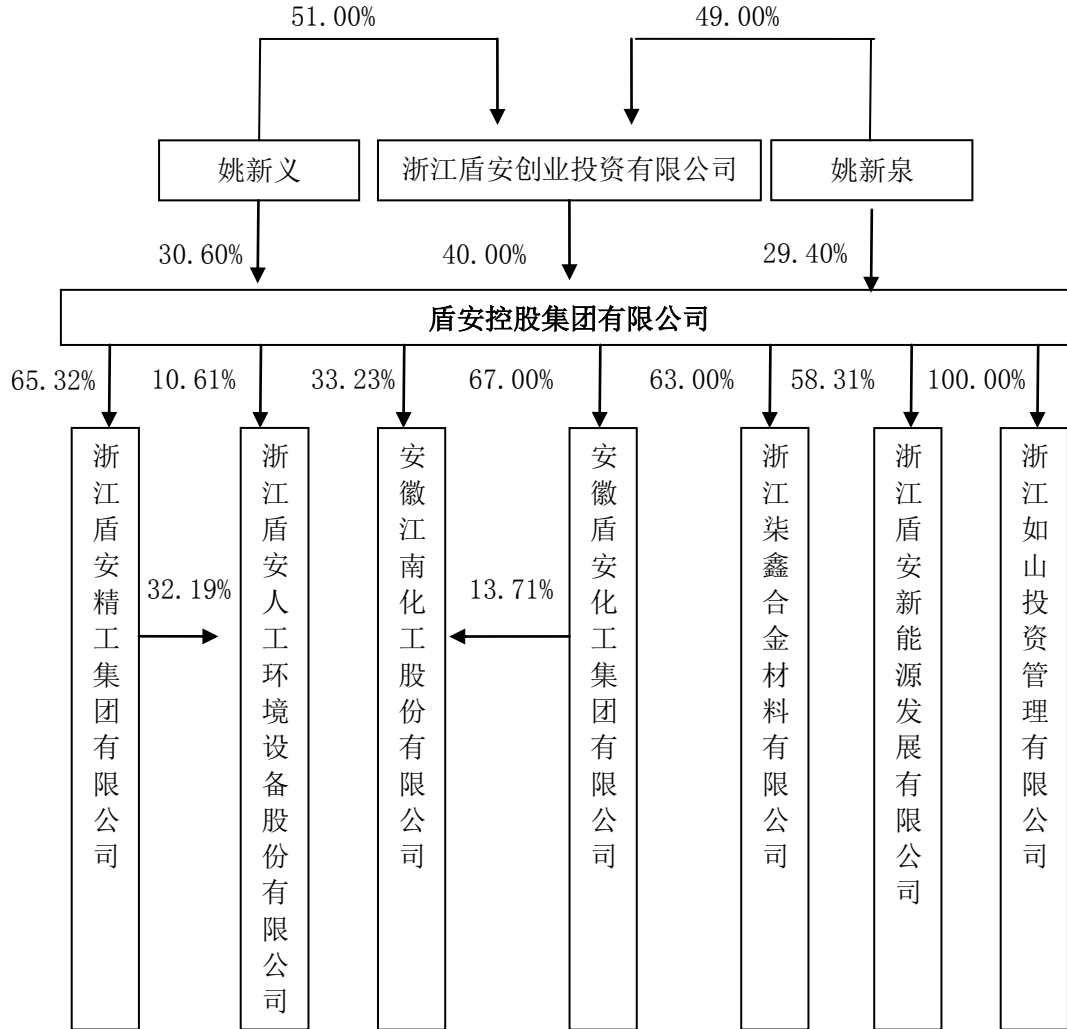 51.00%
49.00%
姚新义
浙江盾安创业投资有限公司
姚新泉
30.60%
40.00%
29.40%
盾安控股集团有限公司
65.32%
10.61%
33.23%
67.00%
63.00%
58.31%
100.00%
浙江盾安精工集团有限公司
32.19%
浙江盾安人工环境设备股份有限公司
安徽江南化工股份有限公司
13.71%
安徽盾安化工集团有限公司
浙江柒鑫合金材料有限公司
浙江盾安新能源发展有限公司
浙江如山投资管理有限公司